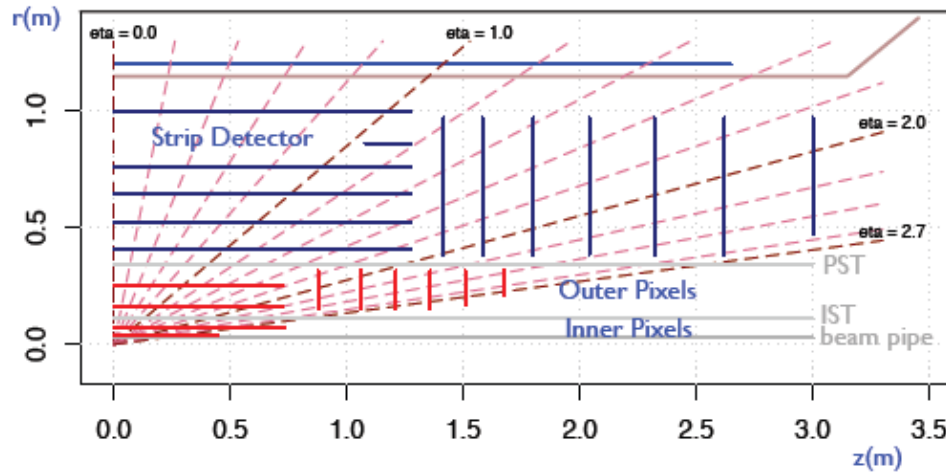 r(m)
eta = 0.0
eta = 1.0
1.0
Strip Detector
eta = 2.0
0.5
eta = 2.7
PST
Outer Pixels
IST
Inner Pixels
beam pipe
0.0
0.0 0.5 1.0 1.5 2.0 2.5 3.0 3.5
z(m)